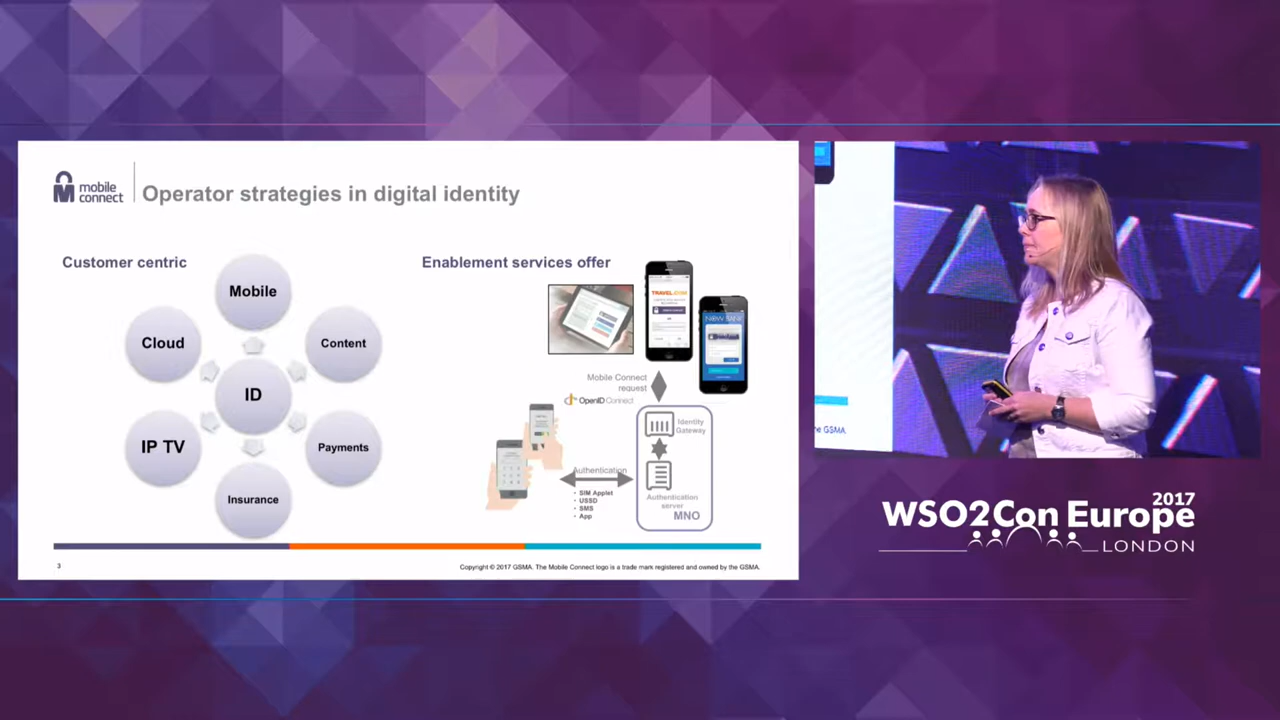 mobile
connect
Operator strategies in digital identity
Customer centric
Mobile
Cloud
Content
ID
IP TV
Payments
Insurance
Enablement services offer
TRAVEL.COM
Mobile Connect
request
OpenID Connect
Identity
Gateway
Authentication
• SIM Applet
• USSD
• SMS
• App
Authentication
server
MNO
3
Copyright © 2017 GSMA. The Mobile Connect logo is a trade mark registered and owned by the GSMA.
GSMA.
WSO2Con Europe
2017
LONDON